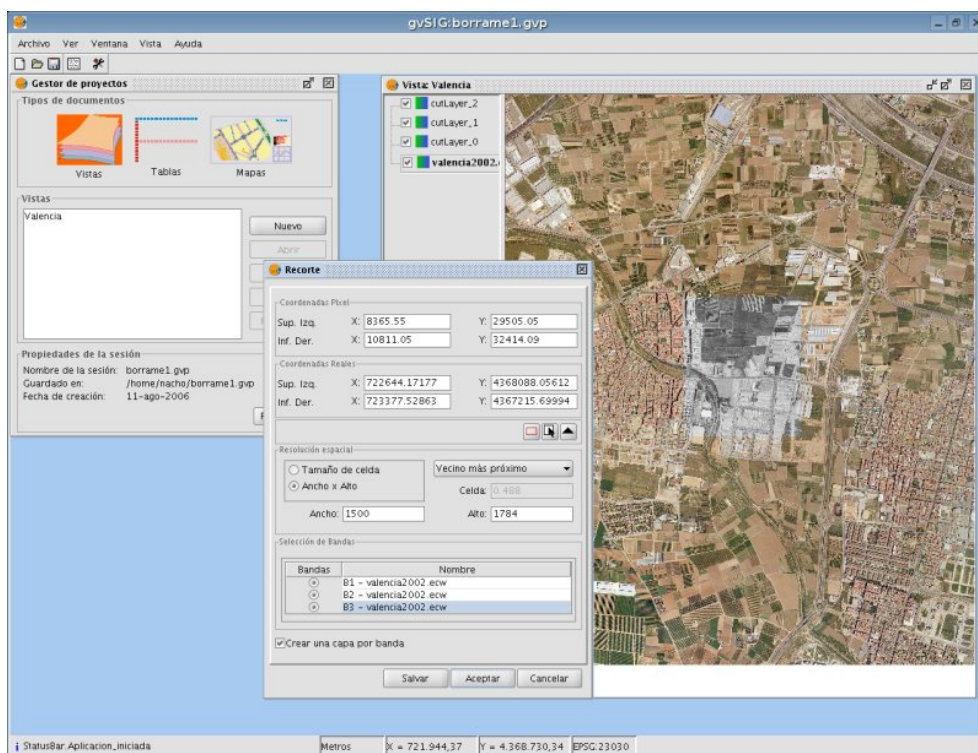 gvSIG:borrame1.gvp
Archivo Ver Ventana Vista Ayuda
Gestor de proyectos
Tipos de documentos
Vistas
Tablas
Mapas
Vistas
Valencia
Nuevo
Abrir
Propiedades de la sesión
Nombre de la sesión: borrame1.gvp
Guardado en: /home/nacho/borrame1.gvp
Fecha de creación: 11-ago-2006
Vista: Valencia
cutLayer_2
cutLayer_1
cutLayer_0
valencia2002.
Recorte
Coordenadas Pixel
Sup. Izq. X: 8365.55 Y: 29505.05
Inf. Der. X: 10811.05 Y: 32414.09
Coordenadas Reales
Sup. Izq. X: 722644.17177 Y: 4368088.05612
Inf. Der. X: 723377.52863 Y: 4367215.69994
Resolución espacial
Tamaño de celda
Ancho x Alto
Vecino màs próximo
Celda: 0.488
Ancho: 1500 Alto: 1784
Selección de Bandas
Bandas Nombre
B1 - valencia2002.ecw
B2 - valencia2002.ecw
B3 - valencia2002.ecw
Crear una capa por banda
Salvar Aceptar Cancelar
StatusBar.Aplicacion_iniciada Metros X = 721.944,37 Y = 4.368.730,34 EPSG:23030